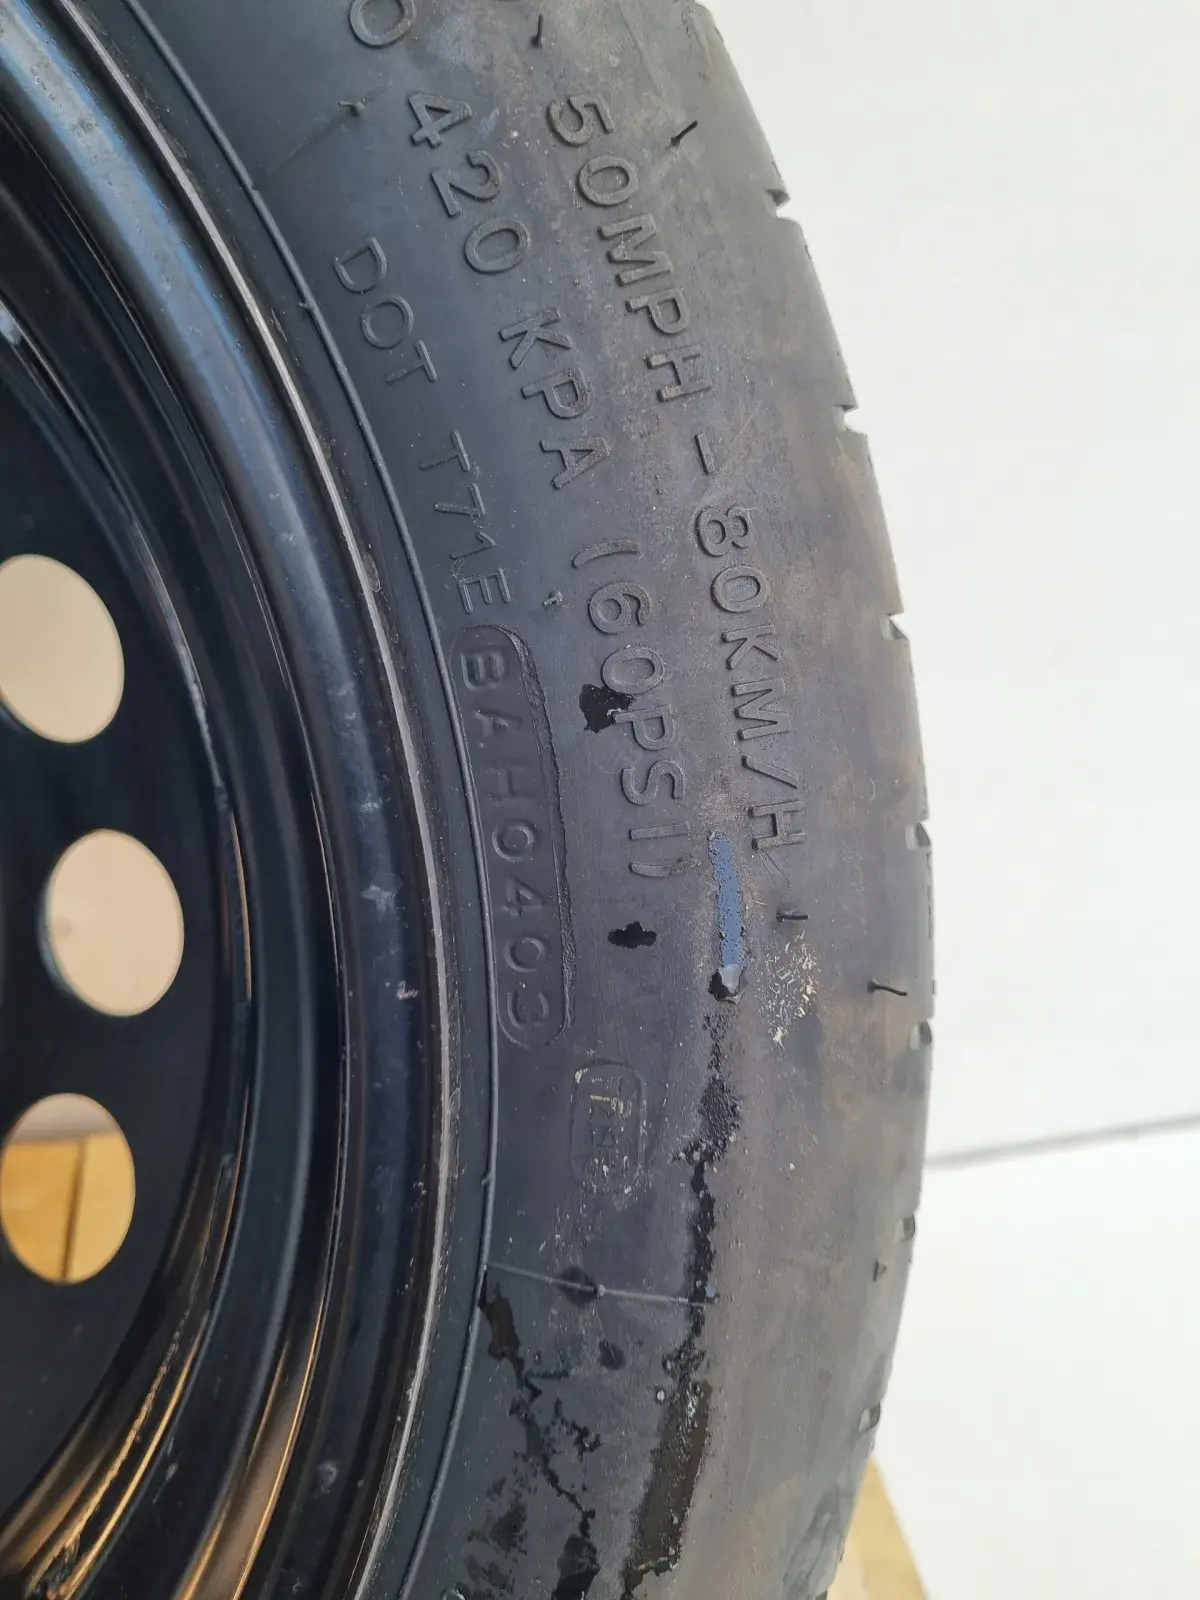 50MPH - 80KM/H
420 KPA (60PSI)
DOT T71E BAH0403